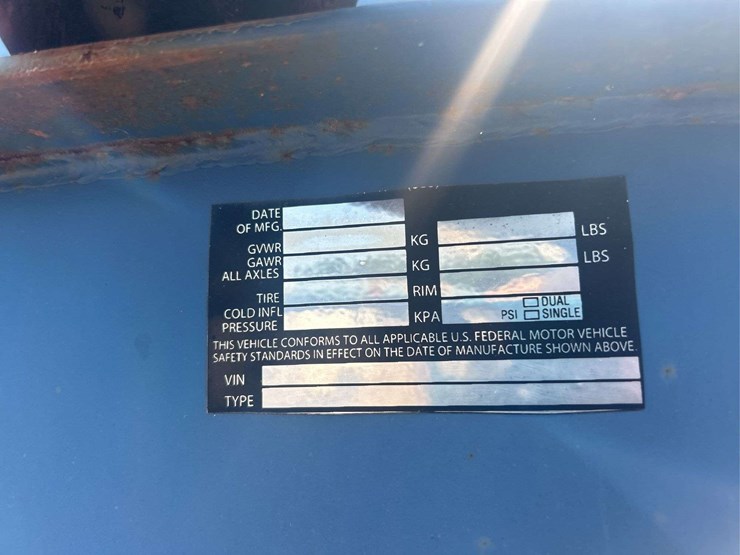 DATE
OF MFG.
GVWR KG LBS
GAWR
ALL AXLES KG LBS
TIRE RIM
COLD INFL
PRESSURE KPA PSI DUAL
SINGLE
THIS VEHICLE CONFORMS TO ALL APPLICABLE U.S. FEDERAL MOTOR VEHICLE
SAFETY STANDARDS IN EFFECT ON THE DATE OF MANUFACTURE SHOWN ABOVE
VIN
TYPE